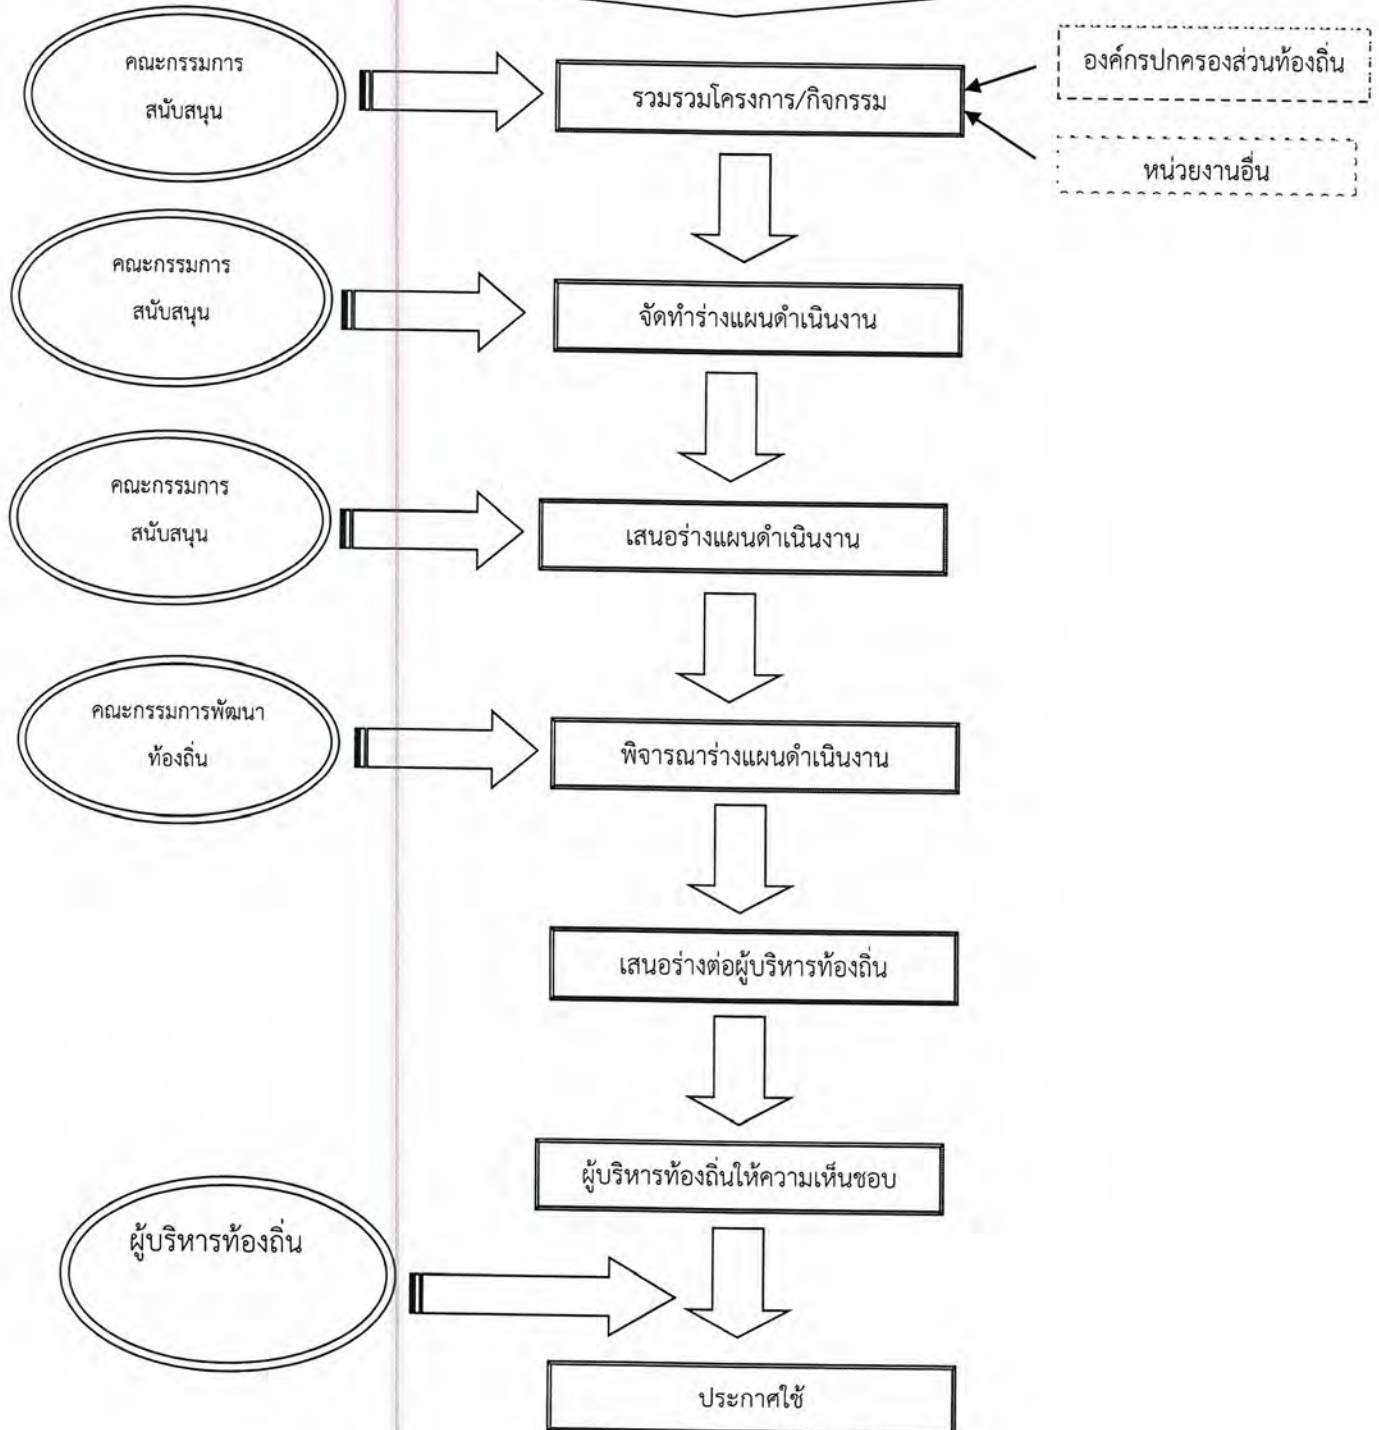 คณะกรรมการ
สนับสนุน
รวมรวมโครงการ/กิจกรรม
องค์กรปกครองส่วนท้องถิ่น
หน่วยงานอื่น
คณะกรรมการ
สนับสนุน
จัดทำร่างแผนดำเนินงาน
คณะกรรมการ
สนับสนุน
เสนอร่างแผนดำเนินงาน
คณะกรรมการพัฒนา
ท้องถิ่น
พิจารณาร่างแผนดำเนินงาน
เสนอร่างต่อผู้บริหารท้องถิ่น
ผู้บริหารท้องถิ่นให้ความเห็นชอบ
ผู้บริหารท้องถิ่น
ประกาศใช้